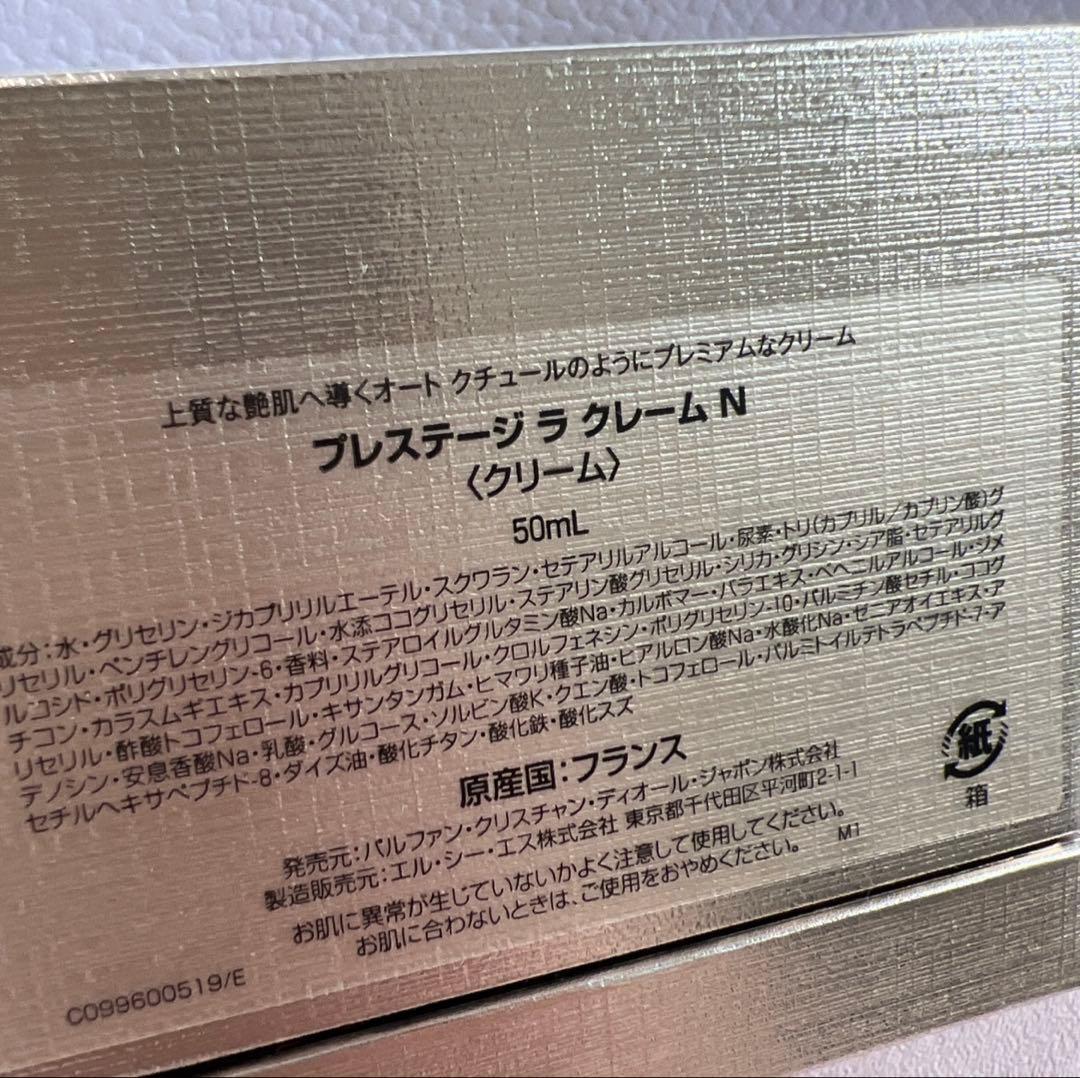 上質な艶肌へ導くオート クチュールのようにプレミアムなクリーム
プレステージ ラ クレーム N
〈クリーム〉
50mL
成分：水・グリセリン・ジカプリリルエーテル・スクワラン・セテアリルアルコール・尿素・トリ(カプリル/カプリン酸)グ
リセリル・ペンチレングリコール・水添ココグリセリル・ステアリン酸グリセリル・シリカ・グリシン・シア脂・セテアリルグ
ルコシド・ポリグリセリン-6・香料・ステアロイルグルタミン酸Na・カルボマー・バラエキス・ベヘニルアルコール・ジメ
チコン・カラスムギエキス・カプリリルグリコール・クロルフェネシン・ポリグリセリン-10・パルミチン酸セチル・ココグ
リセリル・酢酸トコフェロール・キサンタンガム・ヒマワリ種子油・ヒアルロン酸Na・水酸化Na・ゼニアオイエキス・ア
デノシン・安息香酸Na・乳酸・グルコース・ソルビン酸K・クエン酸・トコフェロール・パルミトイルテトラペプチド-7・ア
セチルヘキサペプチド-8・ダイズ油・酸化チタン・酸化鉄・酸化スズ
原産国：フランス
発売元：パルファン・クリスチャン・ディオール・ジャポン株式会社
製造販売元：エル・シー・エス株式会社 東京都千代田区平河町2-1-1
お肌に異常が生じていないかよく注意して使用してください。
お肌に合わないときは、ご使用をおやめください。
M1
紙
箱
C099600519/E